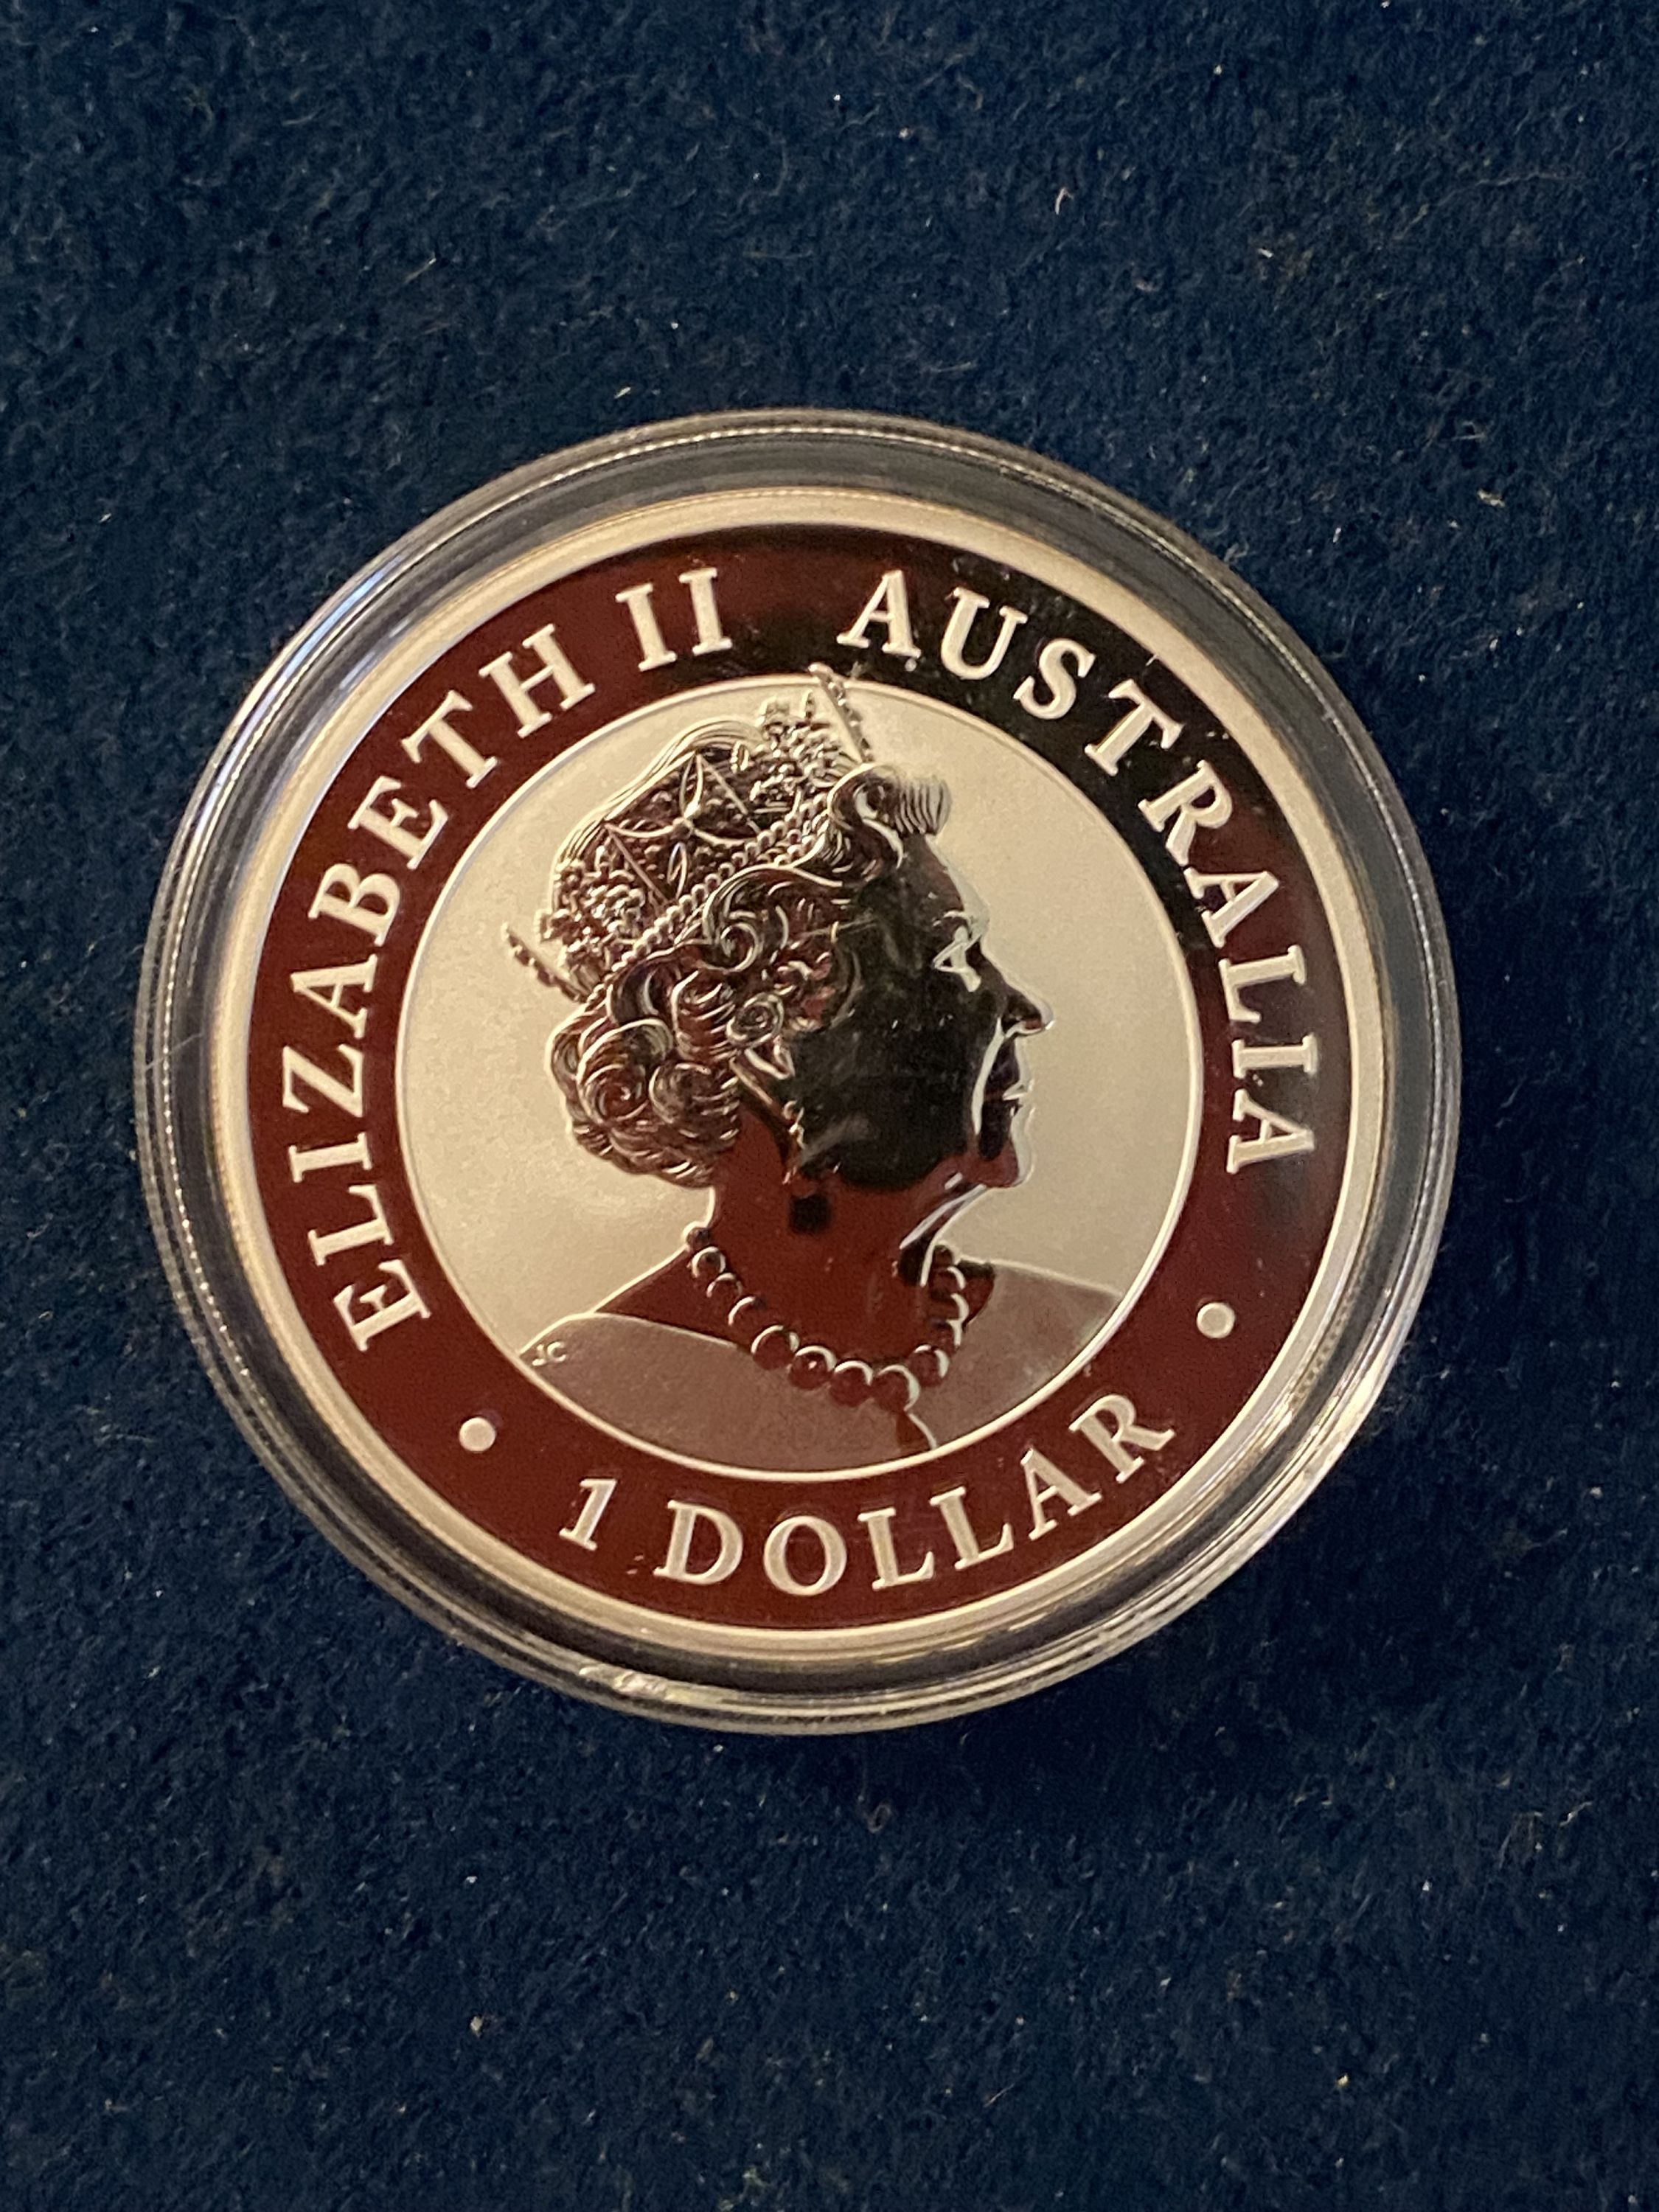 ELIZABETH II AUSTRALIA
JC
• 1 DOLLAR •